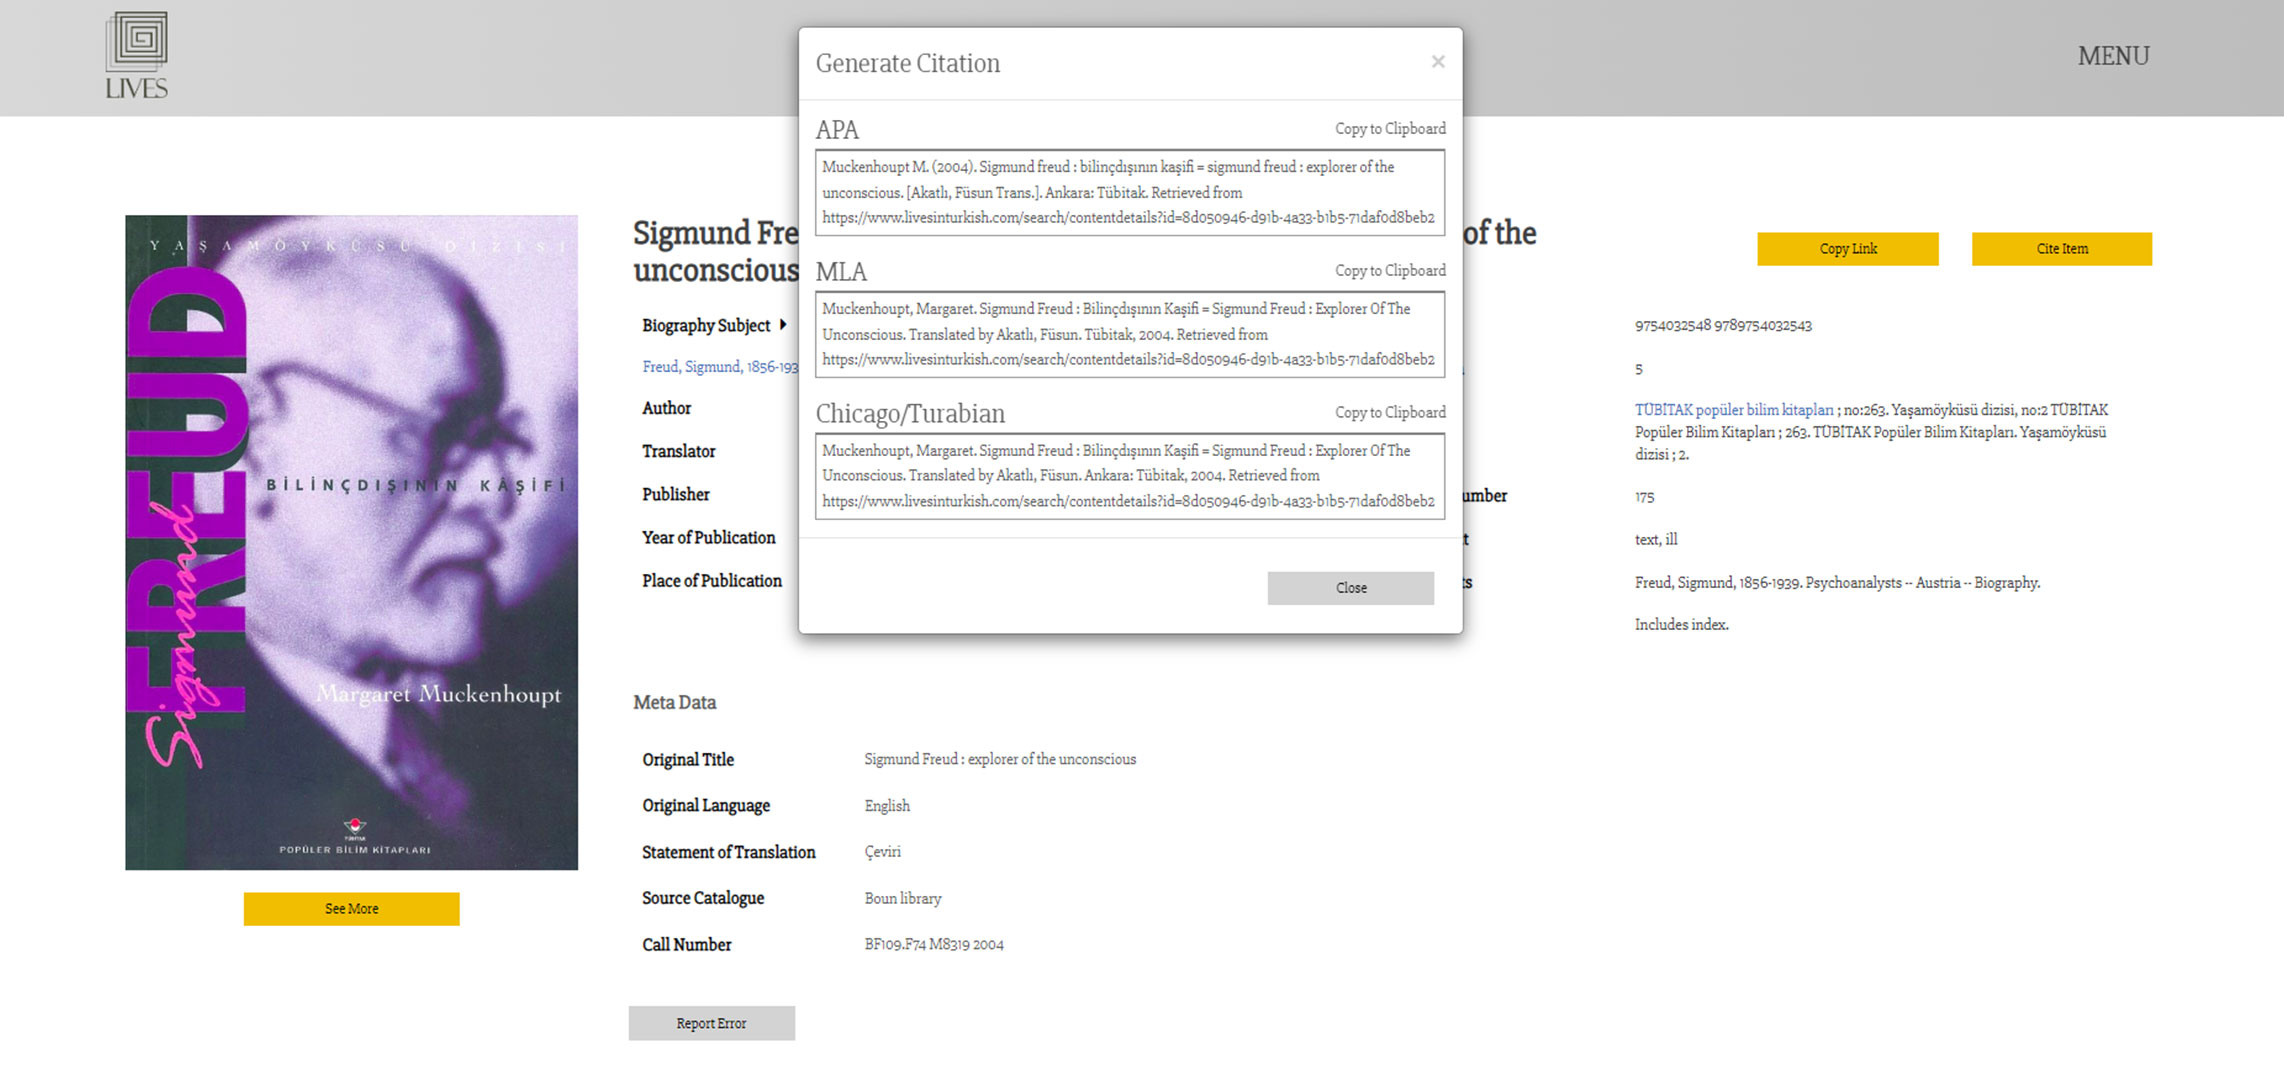 LIVES
MENU
Generate Citation
×
APA
Copy to Clipboard
Muckenhoupt M. (2004). Sigmund freud : bilinçdışının kaşifi = sigmund freud : explorer of the
unconscious. [Akatlı, Füsun Trans.]. Ankara: Tübitak. Retrieved from
https://www.livesinturkish.com/search/contentdetails?id=8d050946-d91b-4a33-b1b5-71daf0d8beb2
MLA
Copy to Clipboard
Muckenhoupt, Margaret. Sigmund Freud : Bilinçdışının Kaşifi = Sigmund Freud : Explorer Of The
Unconscious. Translated by Akatlı, Füsun. Tübitak, 2004. Retrieved from
https://www.livesinturkish.com/search/contentdetails?id=8d050946-d91b-4a33-b1b5-71daf0d8beb2
Chicago/Turabian
Copy to Clipboard
Muckenhoupt, Margaret. Sigmund Freud : Bilinçdışının Kaşifi = Sigmund Freud : Explorer Of The
Unconscious. Translated by Akatlı, Füsun. Ankara: Tübitak, 2004. Retrieved from
https://www.livesinturkish.com/search/contentdetails?id=8d050946-d91b-4a33-b1b5-71daf0d8beb2
Close
YAŞAMÖYKÜSÜ DİZİSİ
FREUD
Sigmund
BİLİNÇDIŞININ KÂŞİFİ
Margaret Muckenhoupt
TÜBİTAK
POPÜLER BİLİM KİTAPLARI
See More
Sigmund Fre
of the
unconscious
Copy Link
Cite Item
Biography Subject
Freud, Sigmund, 1856-193
Author
Translator
Publisher
Year of Publication
Place of Publication
9754032548 9789754032543
5
TÜBİTAK popüler bilim kitapları ; no:263. Yaşamöyküsü dizisi, no:2 TÜBİTAK
Popüler Bilim Kitapları ; 263. TÜBİTAK Popüler Bilim Kitapları. Yaşamöyküsü
dizisi ; 2.
umber
175
t
text, ill
ts
Freud, Sigmund, 1856-1939. Psychoanalysts -- Austria -- Biography.
Includes index.
Meta Data
Original Title
Sigmund Freud : explorer of the unconscious
Original Language
English
Statement of Translation
Çeviri
Source Catalogue
Boun library
Call Number
BF109.F74 M8319 2004
Report Error